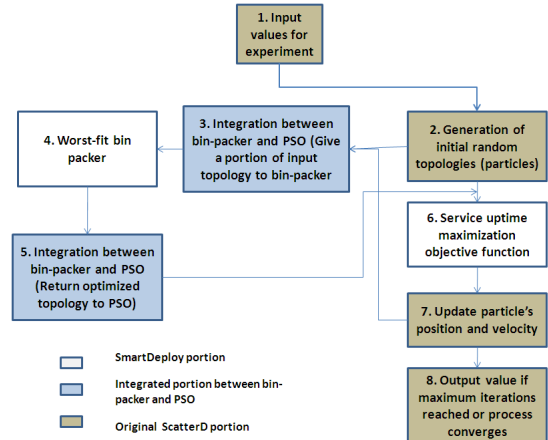 1. Input
values for
experiment
2. Generation of
initial random
topologies (particles)
3. Integration between
bin-packer and PSO (Give
a portion of input
topology to bin-packer
4. Worst-fit bin
packer
5. Integration between
bin-packer and PSO
(Return optimized
topology to PSO)
6. Service uptime
maximization
objective function
7. Update particle's
position and velocity
8. Output value if
maximum iterations
reached or process
converges
SmartDeploy portion
Integrated portion between bin-
packer and PSO
Original ScatterD portion